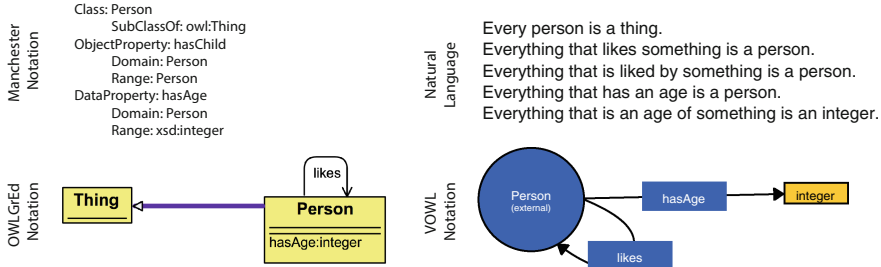 Manchester
Notation
Class: Person
SubClassOf: owl:Thing
ObjectProperty: hasChild
Domain: Person
Range: Person
DataProperty: hasAge
Domain: Person
Range: xsd:integer
Natural
Language
Every person is a thing.
Everything that likes something is a person.
Everything that is liked by something is a person.
Everything that has an age is a person.
Everything that is an age of something is an integer.
OWLGrEd
Notation
Thing
likes
Person
hasAge:integer
VOWL
Notation
Person
(external)
hasAge
integer
likes